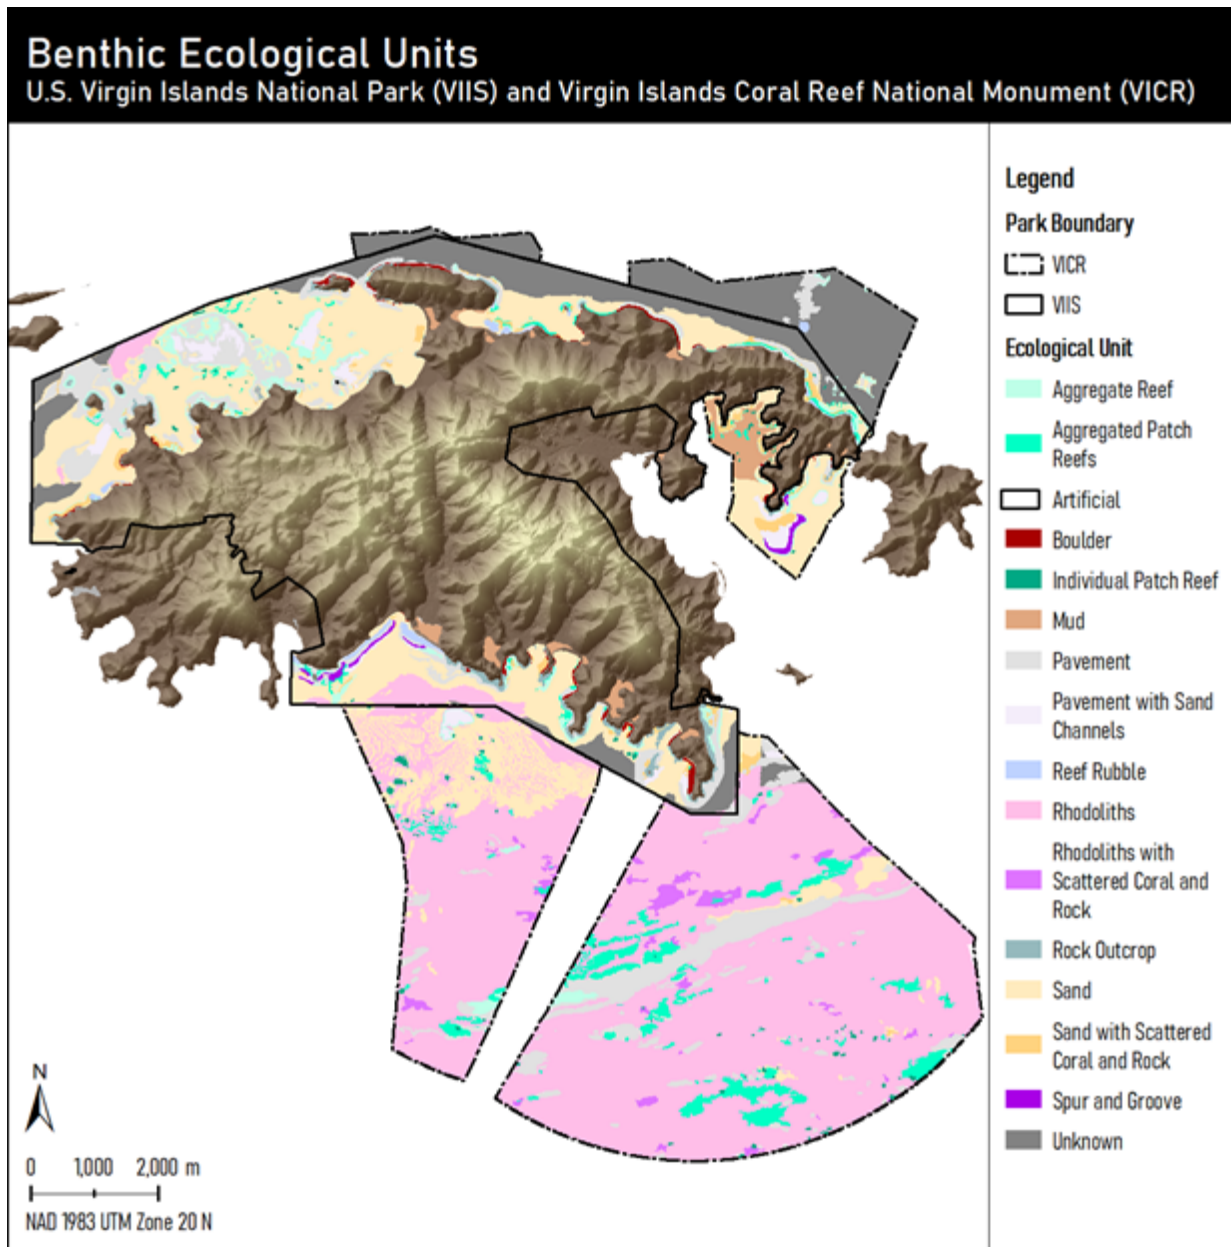 Benthic Ecological Units
U.S. Virgin Islands National Park (VIIS) and Virgin Islands Coral Reef National Monument (VICR)
Legend
Park Boundary
VICR
VIIS
Ecological Unit
Aggregate Reef
Aggregated Patch
Reefs
Artificial
Boulder
Individual Patch Reef
Mud
Pavement
Pavement with Sand
Channels
Reef Rubble
Rhodoliths
Rhodoliths with
Scattered Coral and
Rock
Rock Outcrop
Sand
Sand with Scattered
Coral and Rock
Spur and Groove
Unknown
N
0 1,000 2,000 m
NAD 1983 UTM Zone 20 N